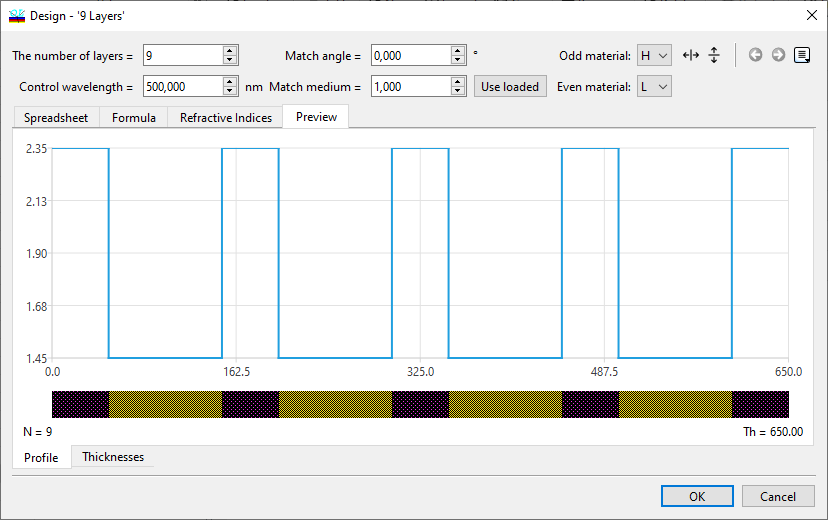 Design - '9 Layers'
The number of layers = 9 Match angle = 0,000 ° Odd material: H
Control wavelength = 500,000 nm Match medium = 1,000 Use loaded Even material: L
Spreadsheet Formula Refractive Indices Preview
2.35
2.13
1.90
1.68
1.45
0.0 162.5 325.0 487.5 650.0
N = 9 Th = 650.00
Profile Thicknesses
OK Cancel